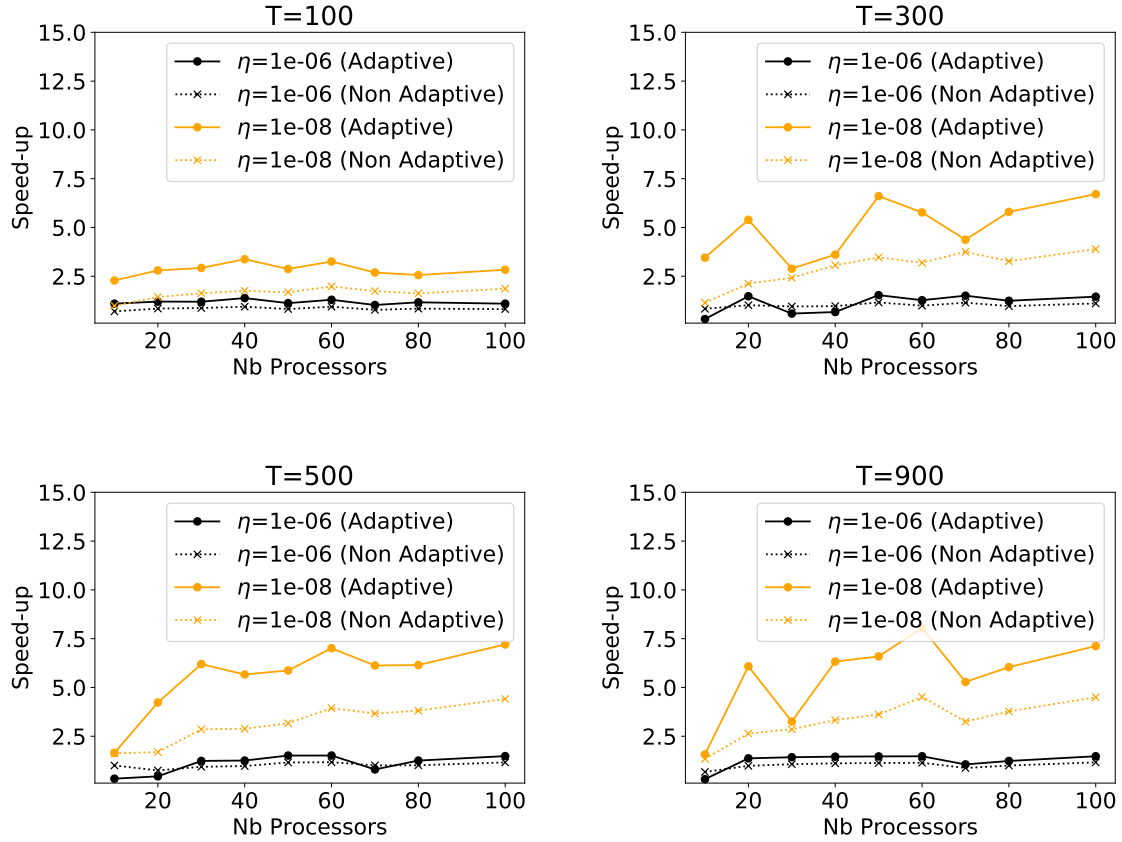 T=100
15.0
12.5
10.0
7.5
5.0
2.5
Speed-up
η=1e-06 (Adaptive)
η=1e-06 (Non Adaptive)
η=1e-08 (Adaptive)
η=1e-08 (Non Adaptive)
20 40 60 80 100
Nb Processors
T=300
15.0
12.5
10.0
7.5
5.0
2.5
Speed-up
η=1e-06 (Adaptive)
η=1e-06 (Non Adaptive)
η=1e-08 (Adaptive)
η=1e-08 (Non Adaptive)
20 40 60 80 100
Nb Processors
T=500
15.0
12.5
10.0
7.5
5.0
2.5
Speed-up
η=1e-06 (Adaptive)
η=1e-06 (Non Adaptive)
η=1e-08 (Adaptive)
η=1e-08 (Non Adaptive)
20 40 60 80 100
Nb Processors
T=900
15.0
12.5
10.0
7.5
5.0
2.5
Speed-up
η=1e-06 (Adaptive)
η=1e-06 (Non Adaptive)
η=1e-08 (Adaptive)
η=1e-08 (Non Adaptive)
20 40 60 80 100
Nb Processors